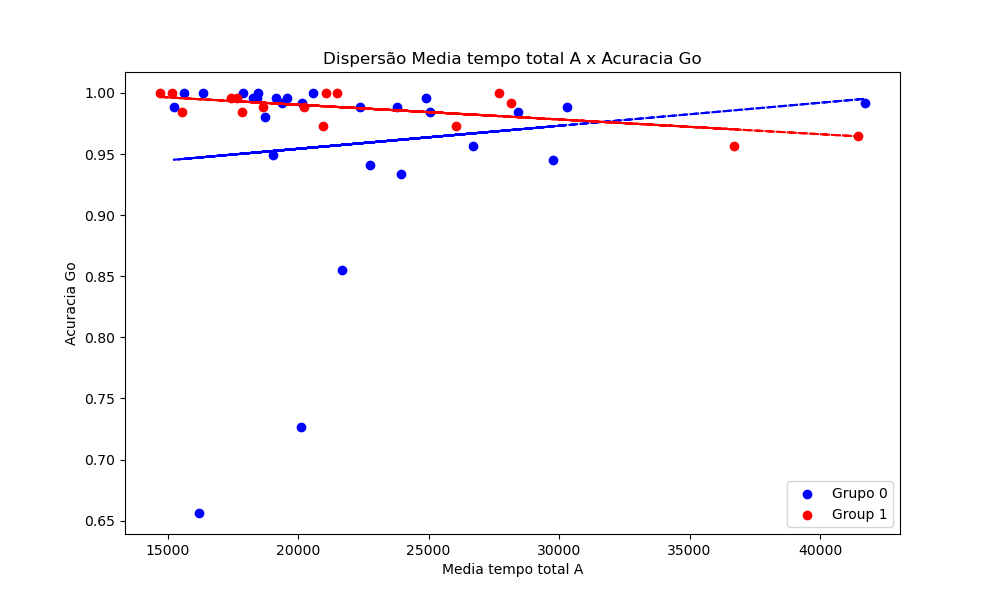 Dispersão Media tempo total A x Acuracia Go
Acuracia Go
1.00
0.95
0.90
0.85
0.80
0.75
0.70
0.65
15000 20000 25000 30000 35000 40000
Media tempo total A
Grupo 0
Group 1